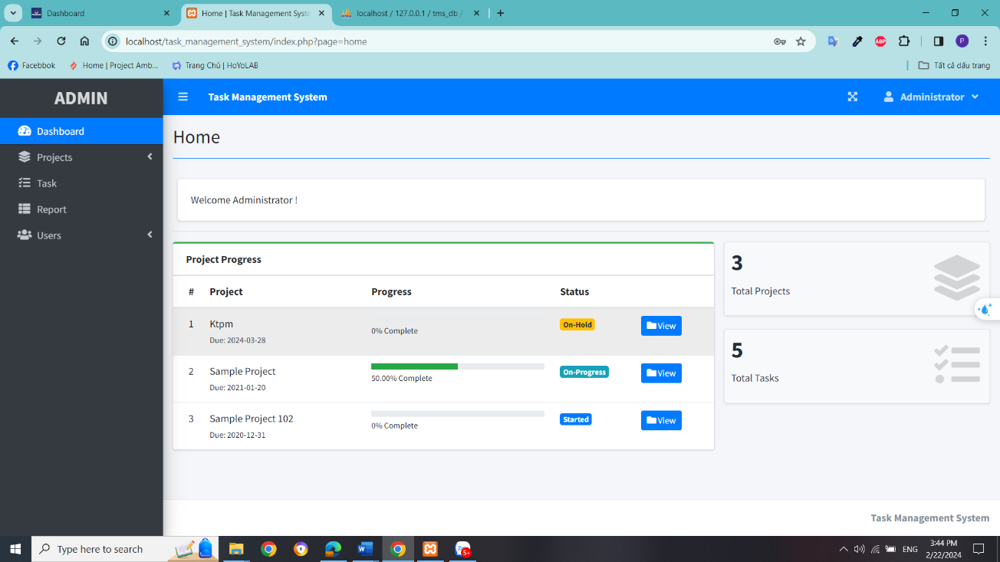 Dashboard
Home | Task Management Syste
localhost / 127.0.0.1 / tms_db /
localhost/task_management_system/index.php?page=home
ABP
P
Facebbok
Home | Project Amb...
Trang Chủ | HoYoLAB
Tất cả dấu trang
ADMIN
Task Management System
Administrator
Dashboard
Projects
Task
Report
Users
Home
Welcome Administrator !
Project Progress
# Project Progress Status
1 Ktpm On-Hold View
0% Complete
Due: 2024-03-28
2 Sample Project On-Progress View
50.00% Complete
Due: 2021-01-20
3 Sample Project 102 Started View
0% Complete
Due: 2020-12-31
3
Total Projects
5
Total Tasks
Task Management System
Type here to search
5+
ENG
3:44 PM
2/22/2024